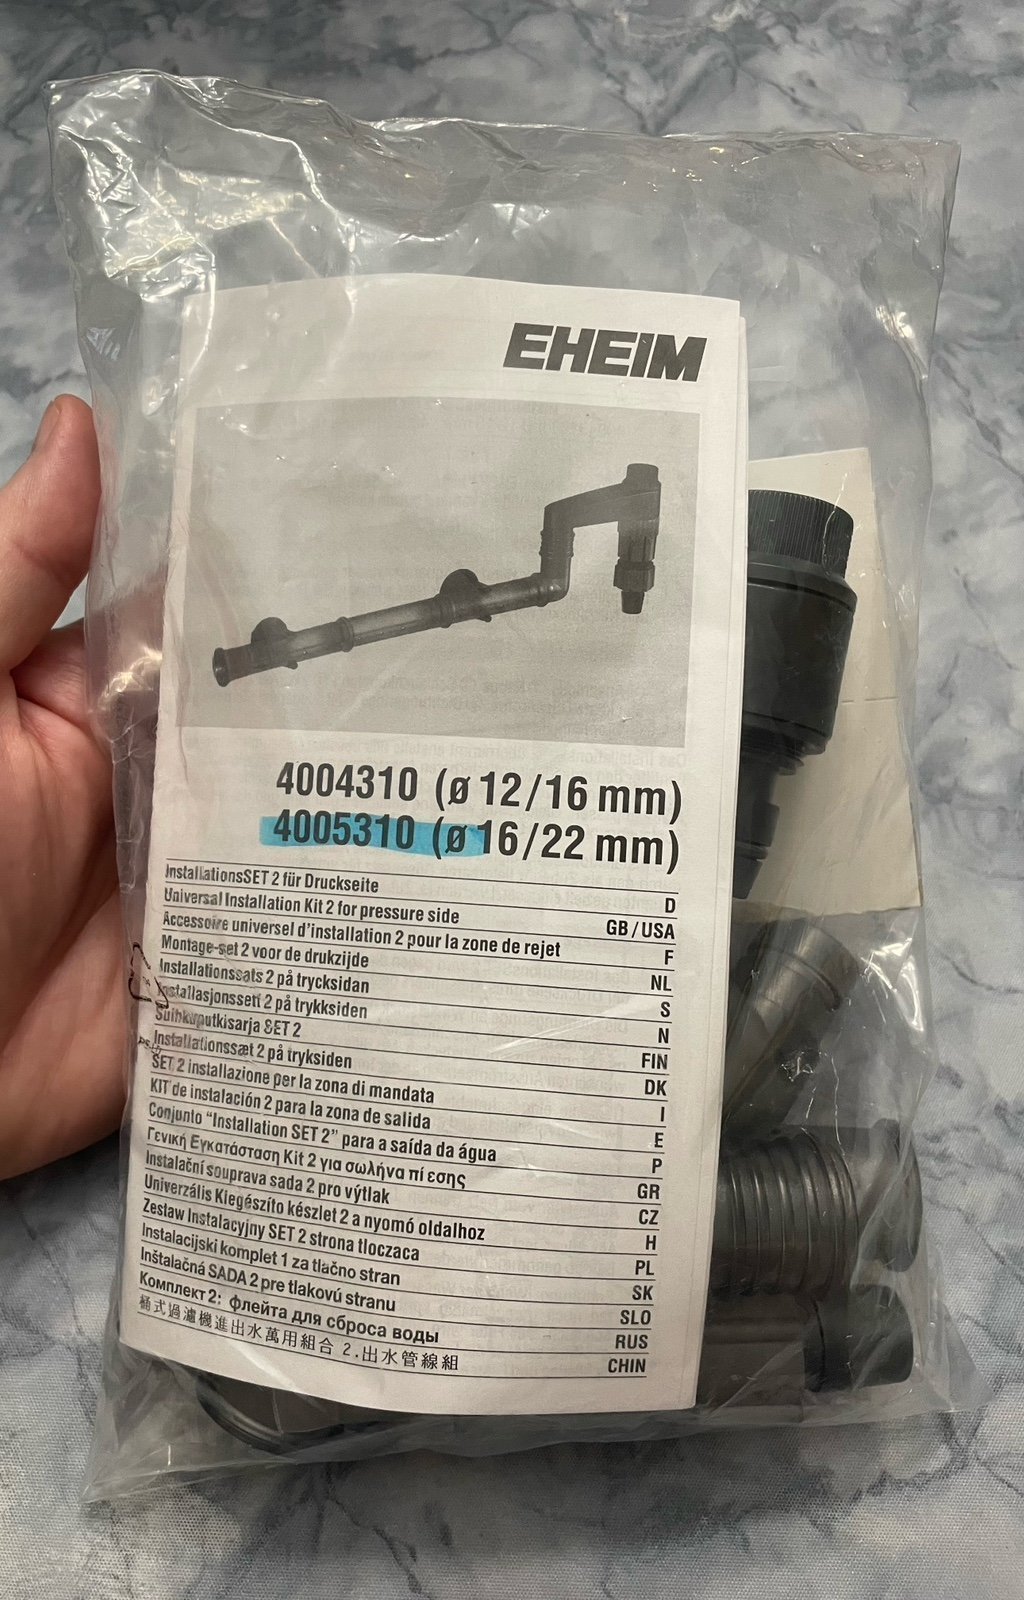 EHEIM
4004310 (ø 12/16 mm)
4005310 (ø 16/22 mm)
InstallationsSET 2 für Druckseite D
Universal Installation Kit 2 for pressure side GB/USA
Accessoire universel d'installation 2 pour la zone de rejet F
Montage-set 2 voor de drukzijde NL
Installationssats 2 på trycksidan S
Installasjonssett 2 på trykksiden N
Suihkuputkisarja SET 2 FIN
Installationssæt 2 på tryksiden DK
SET 2 installazione per la zona di mandata I
KIT de instalación 2 para la zona de salida E
Conjunto “Installation SET 2” para a saída da água P
Γενική Εγκατάσταση Kit 2 για σωλήνα πί εσης GR
Instalační souprava sada 2 pro výtlak CZ
Univerzális Kiegészíto készlet 2 a nyomó oldalhoz H
Zestaw Instalacyjny SET 2 strona tloczaca PL
Instalacijski komplet 1 za tlačno stran SK
Inštalačná SADA 2 pre tlakovú stranu SLO
Комплект 2: флейта для сброса воды RUS
桶式過濾機進出水萬用組合 2.出水管線組 CHIN